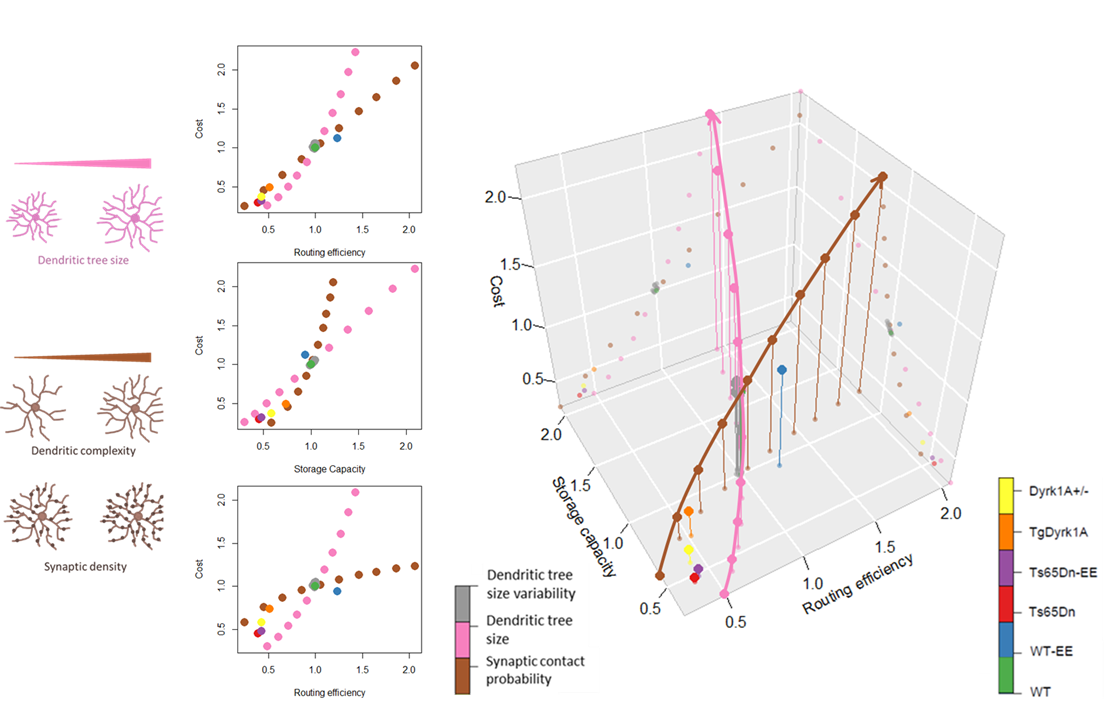 2.0
1.5
1.0
0.5
Cost
0.5 1.0 1.5 2.0
Routing efficiency
Dendritic tree size
2.0
1.5
1.0
0.5
Cost
0.5 1.0 1.5 2.0
Storage Capacity
Dendritic complexity
2.0
1.5
1.0
0.5
Cost
0.5 1.0 1.5 2.0
Routing efficiency
Synaptic density
2.0
1.5
1.0
0.5
Cost
2.0
1.5
1.0
0.5
Storage capacity
0.5
1.0
1.5
2.0
Routing efficiency
Dendritic tree
size variability
Dendritic tree
size
Synaptic contact
probability
Dyrk1A+/-
TgDyrk1A
Ts65Dn-EE
Ts65Dn
WT-EE
WT